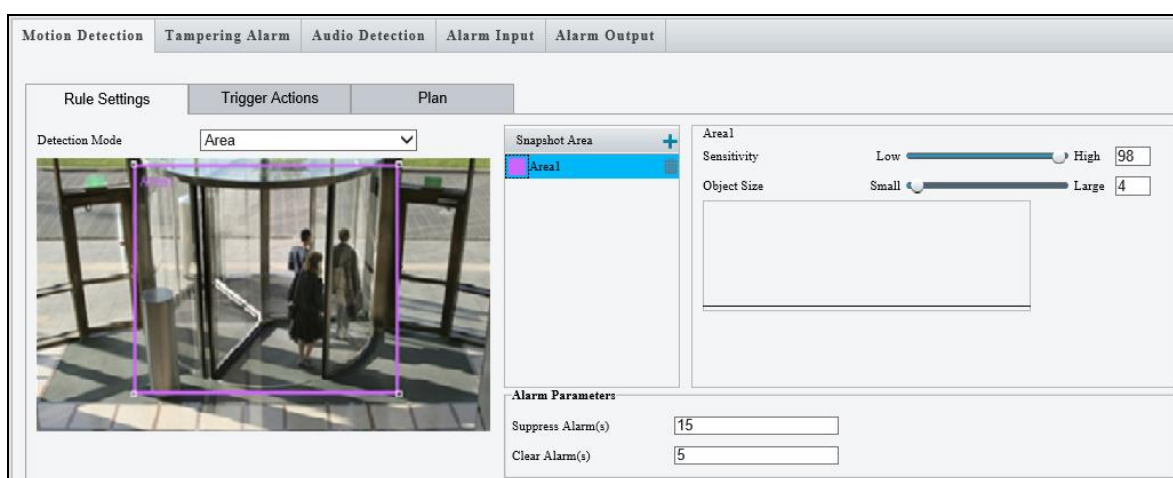 Motion Detection Tampering Alarm Audio Detection Alarm Input Alarm Output
Rule Settings Trigger Actions Plan
Detection Mode Area
Snapshot Area
Area1
Area1
Sensitivity Low High 98
Object Size Small Large 4
Alarm Parameters
Suppress Alarm(s) 15
Clear Alarm(s) 5